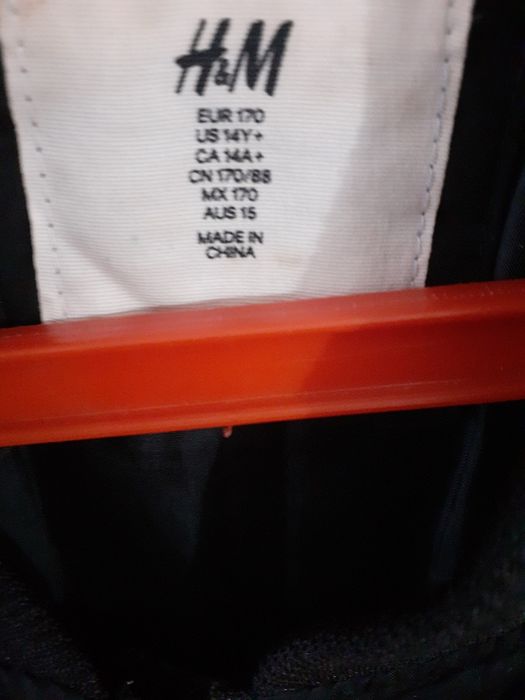 H&M
EUR 170
US 14Y+
CA 14A+
CN 170/88
MX 170
AUS 15
MADE IN
CHINA